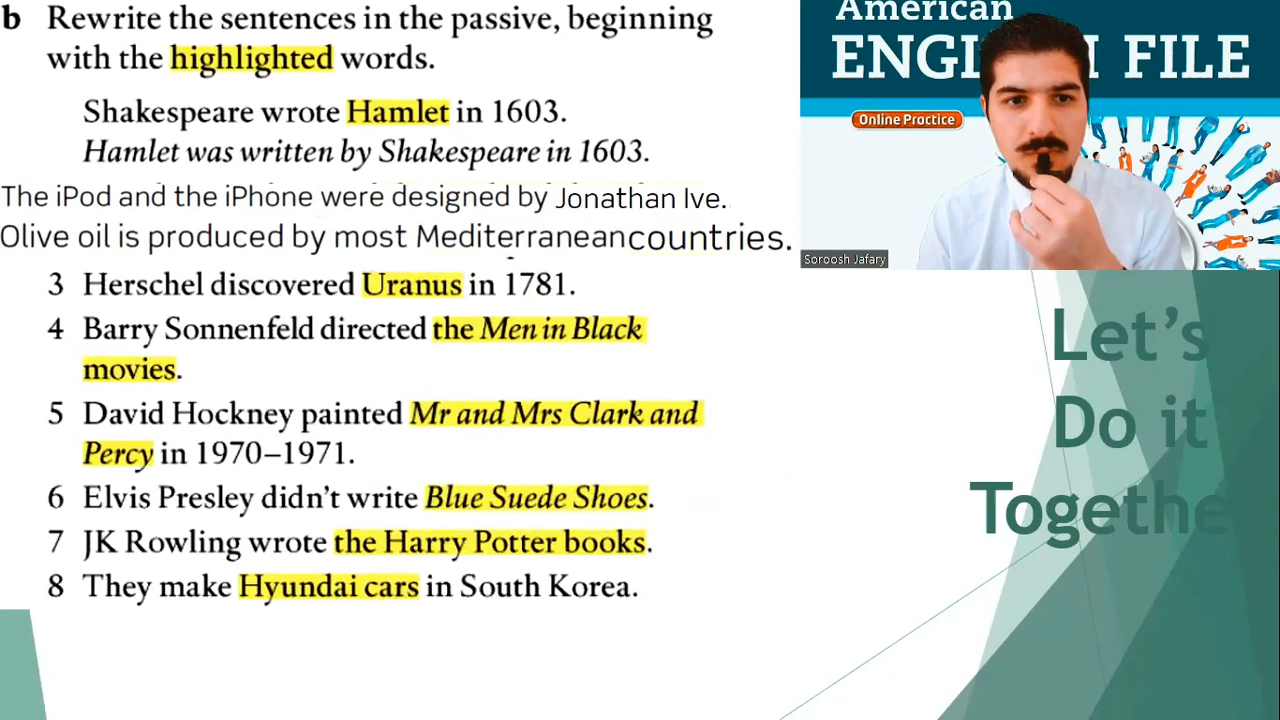 b Rewrite the sentences in the passive, beginning
with the highlighted words.
Shakespeare wrote Hamlet in 1603.
Hamlet was written by Shakespeare in 1603.
The iPod and the iPhone were designed by Jonathan Ive.
Olive oil is produced by most Mediterranean countries.
3 Herschel discovered Uranus in 1781.
4 Barry Sonnenfeld directed the Men in Black
movies.
5 David Hockney painted Mr and Mrs Clark and
Percy in 1970–1971.
6 Elvis Presley didn't write Blue Suede Shoes.
7 JK Rowling wrote the Harry Potter books.
8 They make Hyundai cars in South Korea.
American
FILE
Online Practice
Soroosh Jafary
Let's
Do it